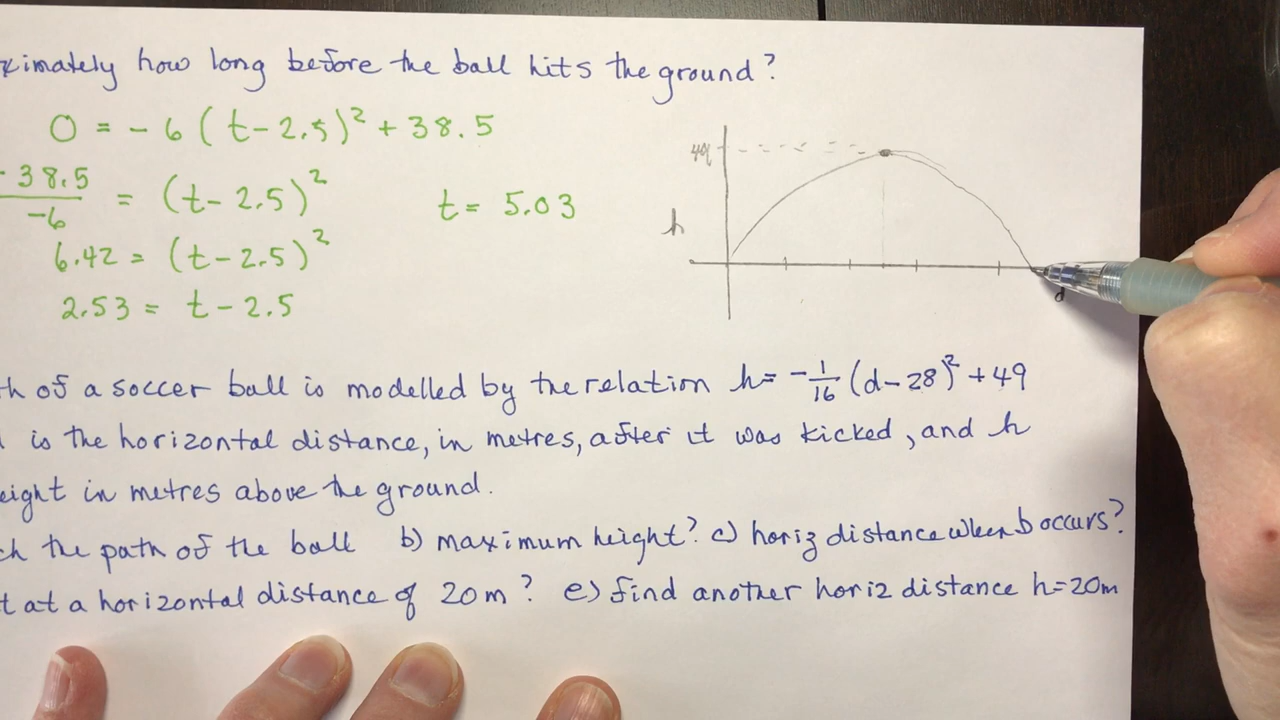 ximately how long before the ball hits the ground?
0 = -6 (t-2.5)² + 38.5
-38.5/-6 = (t-2.5)²
t = 5.03
6.42 = (t-2.5)²
2.53 = t-2.5
49
h
d
th of a soccer ball is modelled by the relation h = -1/16 (d-28)² + 49
is the horizontal distance, in metres, after it was kicked, and h
eight in metres above the ground.
ch the path of the ball b) maximum height? c) horiz distance when b occurs?
t at a horizontal distance of 20m? e) find another horiz distance h=20m